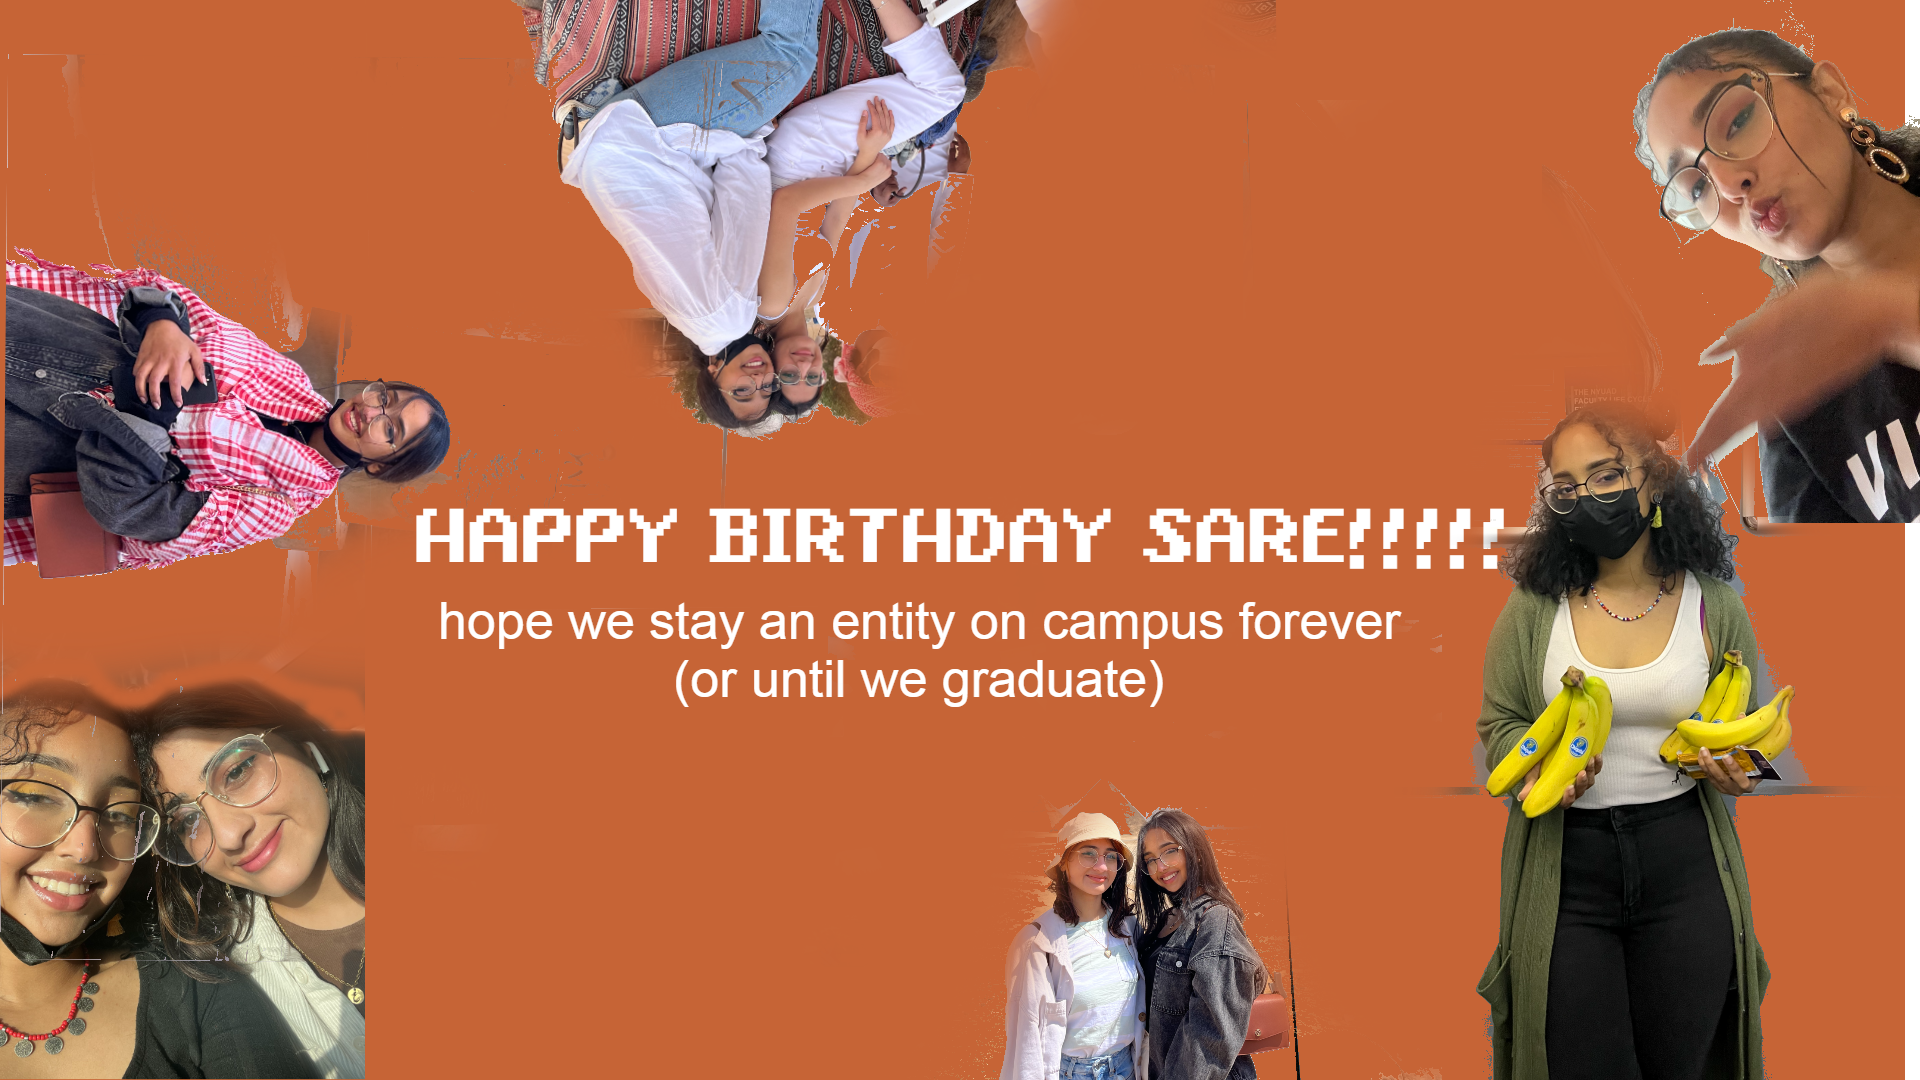 HAPPY BIRTHDAY SARE!!!!!
hope we stay an entity on campus forever
(or until we graduate)